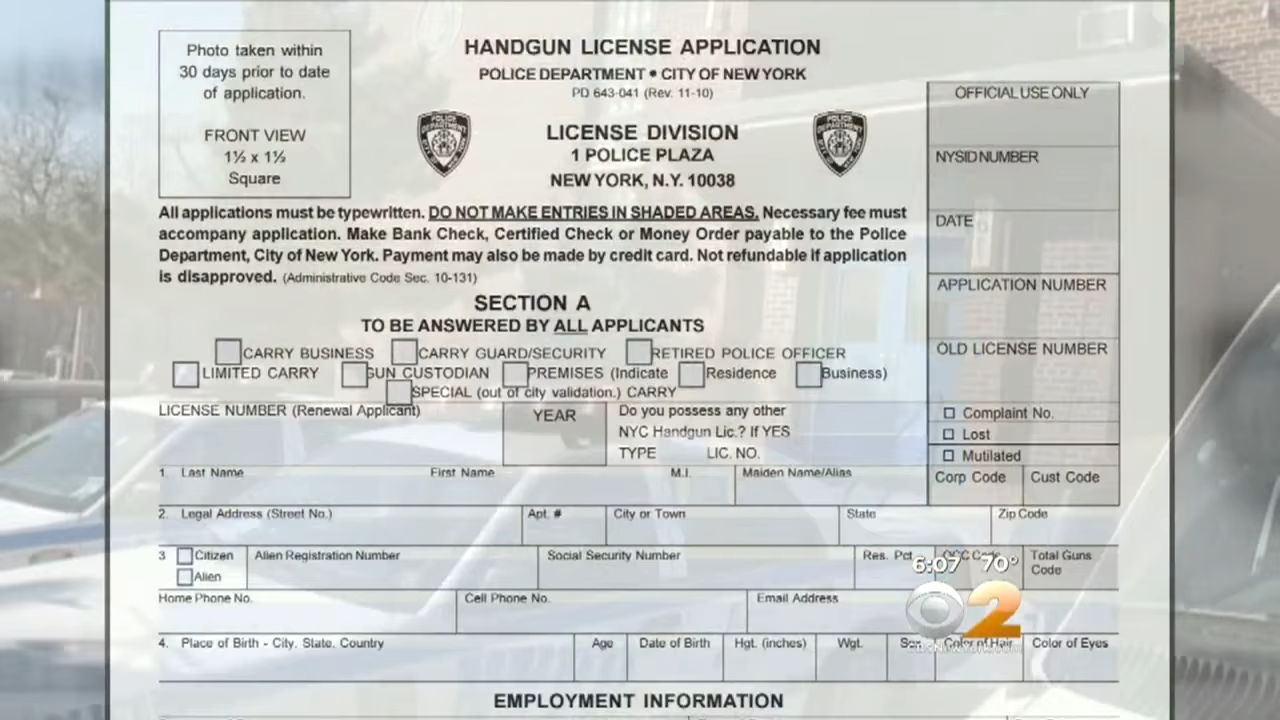 Photo taken within
30 days prior to date
of application.
FRONT VIEW
1½ x 1½
Square
HANDGUN LICENSE APPLICATION
POLICE DEPARTMENT • CITY OF NEW YORK
PD 643-041 (Rev. 11-10)
LICENSE DIVISION
1 POLICE PLAZA
NEW YORK, N.Y. 10038
POLICE DEPARTMENT
POLICE DEPARTMENT
OFFICIAL USE ONLY
NYSID NUMBER
DATE
APPLICATION NUMBER
OLD LICENSE NUMBER
Complaint No.
Lost
Mutilated
Corp Code Cust Code
All applications must be typewritten. DO NOT MAKE ENTRIES IN SHADED AREAS. Necessary fee must
accompany application. Make Bank Check, Certified Check or Money Order payable to the Police
Department, City of New York. Payment may also be made by credit card. Not refundable if application
is disapproved. (Administrative Code Sec. 10-131)
SECTION A
TO BE ANSWERED BY ALL APPLICANTS
CARRY BUSINESS CARRY GUARD/SECURITY RETIRED POLICE OFFICER
LIMITED CARRY GUN CUSTODIAN PREMISES (Indicate Residence Business)
SPECIAL (out of city validation.) CARRY
LICENSE NUMBER (Renewal Applicant) YEAR
Do you possess any other
NYC Handgun Lic.? If YES
TYPE LIC. NO.
1. Last Name First Name M.I. Maiden Name/Alias
2. Legal Address (Street No.) Apt. # City or Town State Zip Code
3 Citizen Alien Registration Number Social Security Number Res. Pct. OCC Code Total Guns
Alien Code
Home Phone No. Cell Phone No. Email Address
4. Place of Birth - City, State, Country Age Date of Birth Hgt. (inches) Wgt. Sex Color of Hair Color of Eyes
EMPLOYMENT INFORMATION
6:07 70°
2